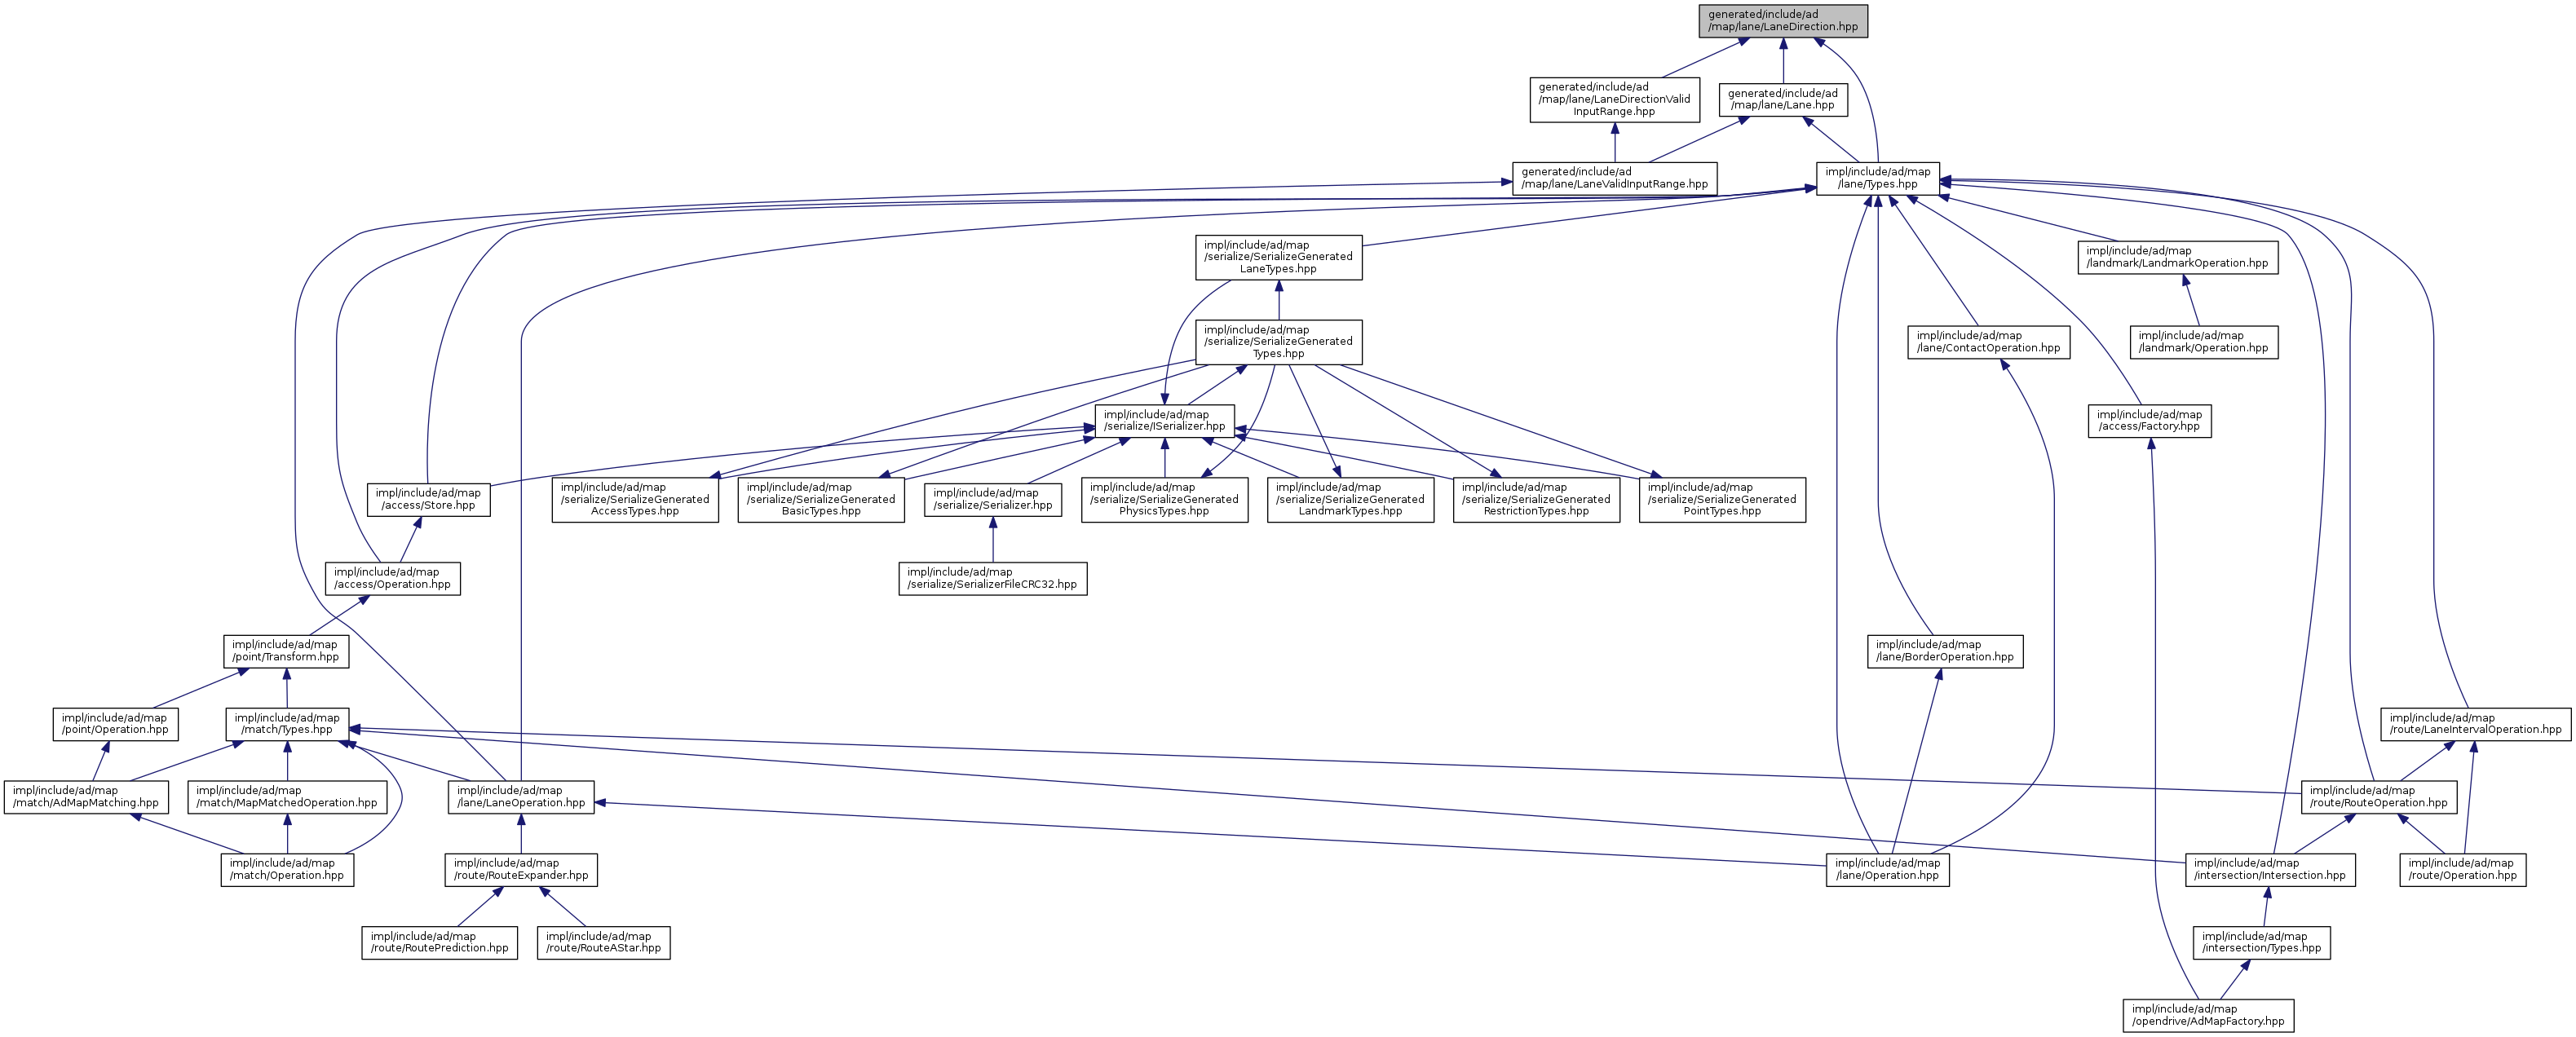 generated/include/ad
/map/lane/LaneDirection.hpp
generated/include/ad
/map/lane/LaneDirectionValid
InputRange.hpp
generated/include/ad
/map/lane/Lane.hpp
generated/include/ad
/map/lane/LaneValidInputRange.hpp
impl/include/ad/map
/lane/Types.hpp
impl/include/ad/map
/serialize/SerializeGenerated
LaneTypes.hpp
impl/include/ad/map
/landmark/LandmarkOperation.hpp
impl/include/ad/map
/serialize/SerializeGenerated
Types.hpp
impl/include/ad/map
/lane/ContactOperation.hpp
impl/include/ad/map
/landmark/Operation.hpp
impl/include/ad/map
/serialize/ISerializer.hpp
impl/include/ad/map
/access/Factory.hpp
impl/include/ad/map
/access/Store.hpp
impl/include/ad/map
/serialize/SerializeGenerated
AccessTypes.hpp
impl/include/ad/map
/serialize/SerializeGenerated
BasicTypes.hpp
impl/include/ad/map
/serialize/Serializer.hpp
impl/include/ad/map
/serialize/SerializeGenerated
PhysicsTypes.hpp
impl/include/ad/map
/serialize/SerializeGenerated
LandmarkTypes.hpp
impl/include/ad/map
/serialize/SerializeGenerated
RestrictionTypes.hpp
impl/include/ad/map
/serialize/SerializeGenerated
PointTypes.hpp
impl/include/ad/map
/access/Operation.hpp
impl/include/ad/map
/serialize/SerializerFileCRC32.hpp
impl/include/ad/map
/point/Transform.hpp
impl/include/ad/map
/lane/BorderOperation.hpp
impl/include/ad/map
/point/Operation.hpp
impl/include/ad/map
/match/Types.hpp
impl/include/ad/map
/route/LaneIntervalOperation.hpp
impl/include/ad/map
/match/AdMapMatching.hpp
impl/include/ad/map
/match/MapMatchedOperation.hpp
impl/include/ad/map
/lane/LaneOperation.hpp
impl/include/ad/map
/route/RouteOperation.hpp
impl/include/ad/map
/match/Operation.hpp
impl/include/ad/map
/route/RouteExpander.hpp
impl/include/ad/map
/lane/Operation.hpp
impl/include/ad/map
/intersection/Intersection.hpp
impl/include/ad/map
/route/Operation.hpp
impl/include/ad/map
/route/RoutePrediction.hpp
impl/include/ad/map
/route/RouteAStar.hpp
impl/include/ad/map
/intersection/Types.hpp
impl/include/ad/map
/opendrive/AdMapFactory.hpp